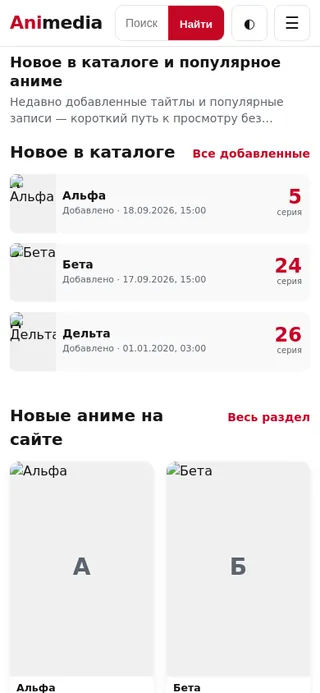 Animedia
Поиск
Найти
Новое в каталоге и популярное
аниме
Недавно добавленные тайтлы и популярные
записи — короткий путь к просмотру без…
Новое в каталоге
Все добавленные
Альфа
Альфа
Добавлено · 18.09.2026, 15:00
5
серия
Бета
Бета
Добавлено · 17.09.2026, 15:00
24
серия
Дельта
Дельта
Добавлено · 01.01.2020, 03:00
26
серия
Новые аниме на
сайте
Весь раздел
Альфа
А
Альфа
Бета
Б
Бета